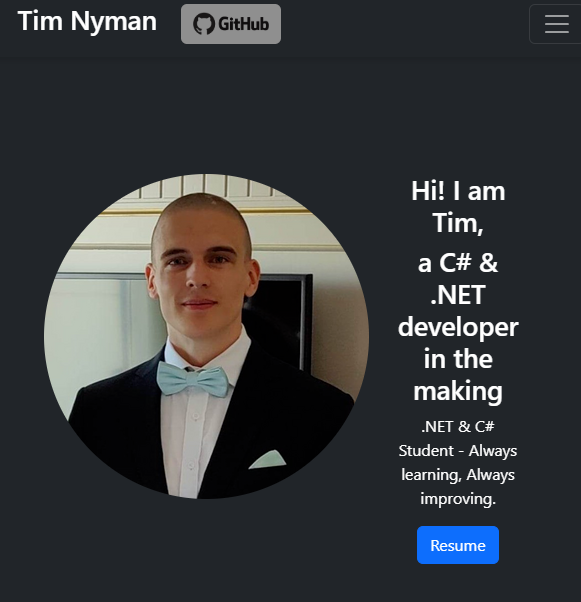 Tim Nyman
GitHub
Hi! I am
Tim,
a C# &
.NET
developer
in the
making
.NET & C#
Student - Always
learning, Always
improving.
Resume